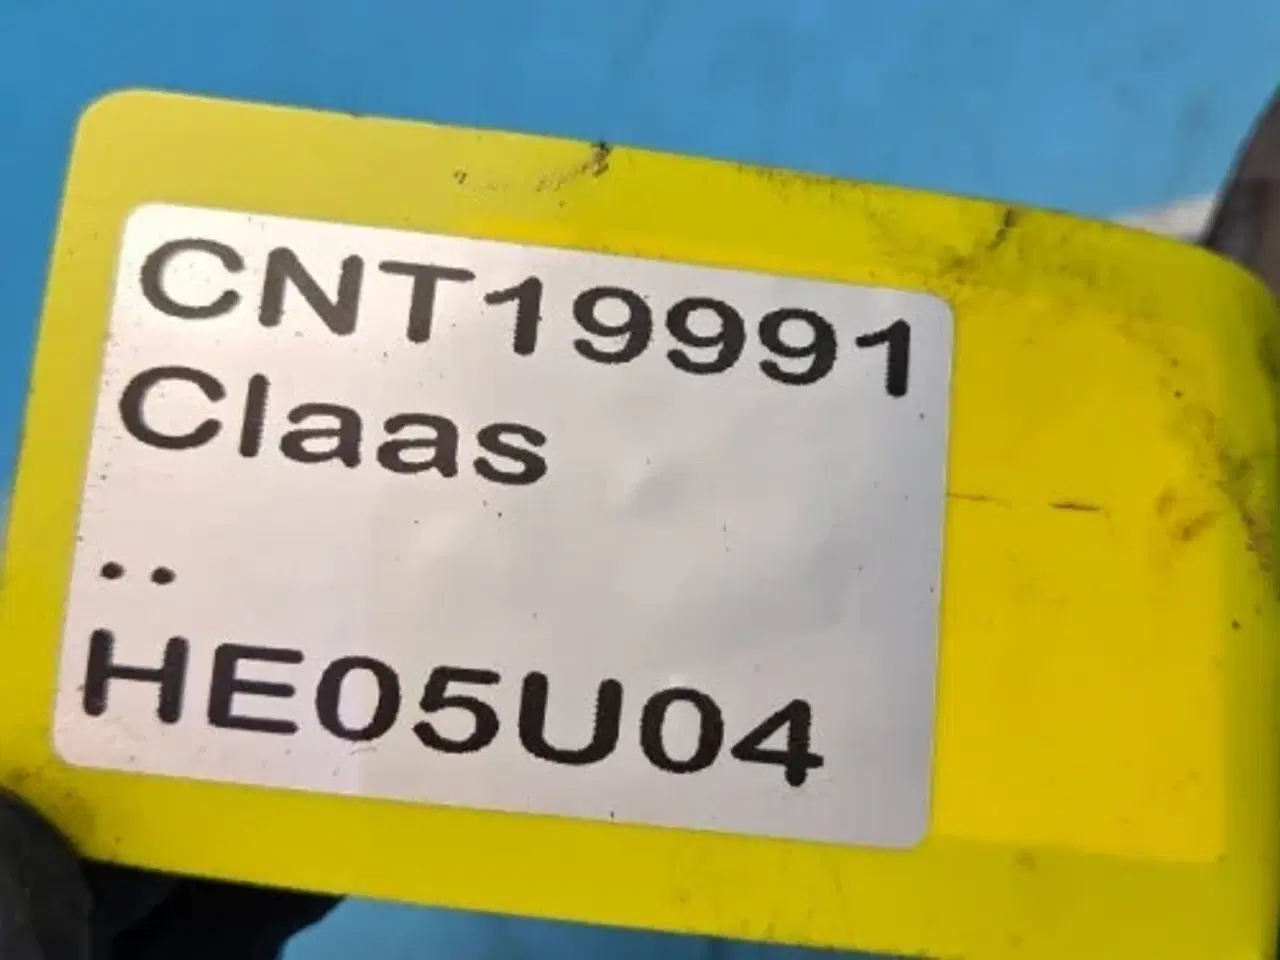 CNT19991
Claas
..
HE05U04